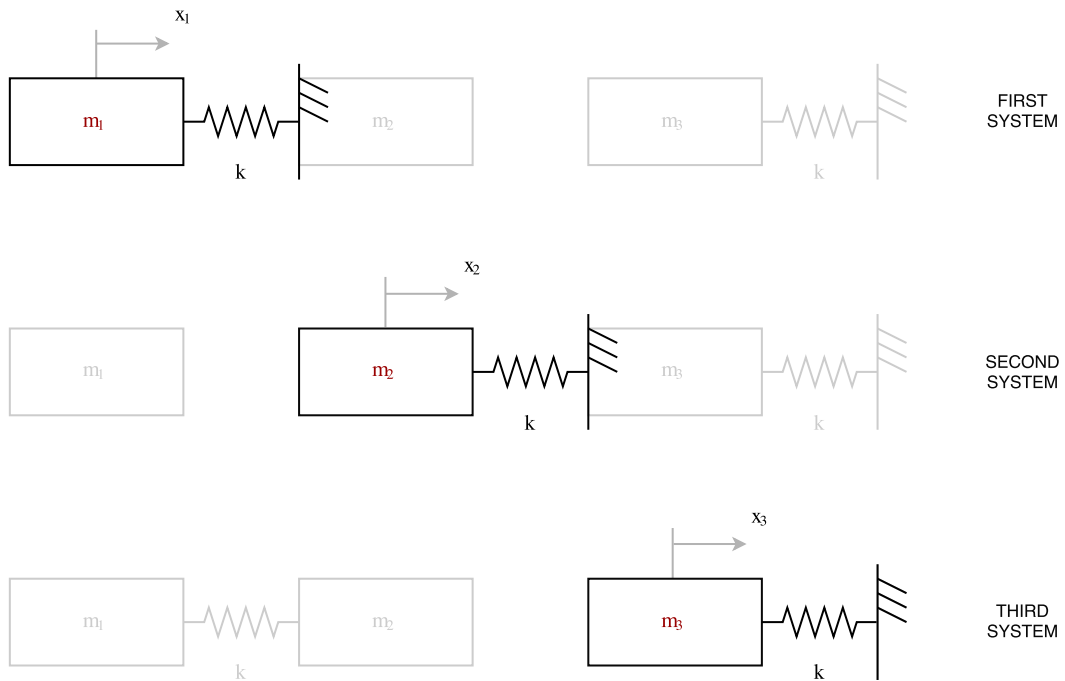 x₁
m₁
m₂
m₃
FIRST
SYSTEM
k
k
x₂
m₁
m₂
m₃
SECOND
SYSTEM
k
k
x₃
m₁
m₂
m₃
THIRD
SYSTEM
k
k